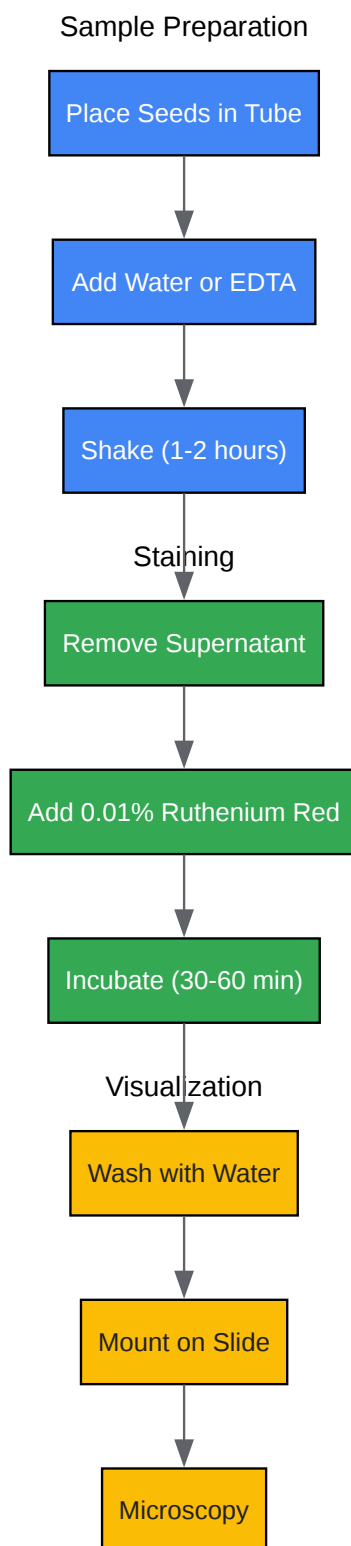 Sample Preparation
Place Seeds in Tube
Add Water or EDTA
Shake (1-2 hours)
Staining
Remove Supernatant
Add 0.01% Ruthenium Red
Incubate (30-60 min)
Visualization
Wash with Water
Mount on Slide
Microscopy